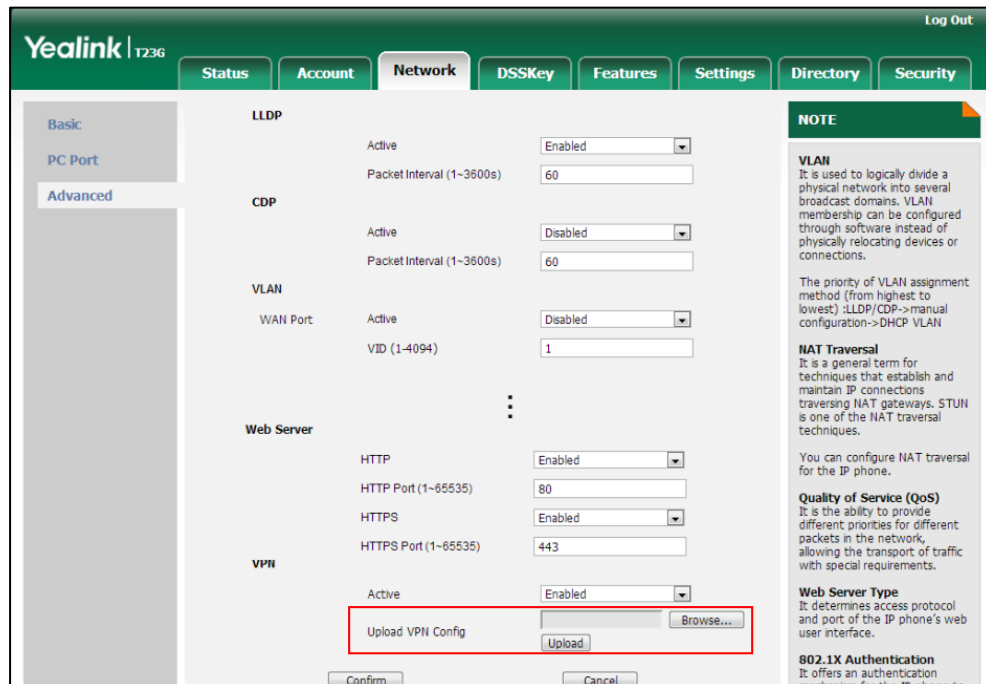 Log Out
Yealink T23G
Status Account Network DSSKey Features Settings Directory Security
Basic
PC Port
Advanced
LLDP
Active Enabled
Packet Interval (1~3600s) 60
CDP
Active Disabled
Packet Interval (1~3600s) 60
VLAN
WAN Port Active Disabled
VID (1-4094) 1
Web Server
HTTP Enabled
HTTP Port (1~65535) 80
HTTPS Enabled
HTTPS Port (1~65535) 443
VPN
Active Enabled
Upload VPN Config Browse...
Upload
Confirm Cancel
NOTE
VLAN
It is used to logically divide a
physical network into several
broadcast domains. VLAN
membership can be configured
through software instead of
physically relocating devices or
connections.
The priority of VLAN assignment
method (from highest to
lowest) :LLDP/CDP->manual
configuration->DHCP VLAN
NAT Traversal
It is a general term for
techniques that establish and
maintain IP connections
traversing NAT gateways. STUN
is one of the NAT traversal
techniques.
You can configure NAT traversal
for the IP phone.
Quality of Service (QoS)
It is the ability to provide
different priorities for different
packets in the network,
allowing the transport of traffic
with special requirements.
Web Server Type
It determines access protocol
and port of the IP phone's web
user interface.
802.1X Authentication
It offers an authentication